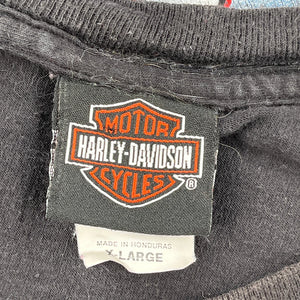 MOTOR
HARLEY-DAVIDSON
CYCLES
®
MADE IN HONDURAS
X-LARGE